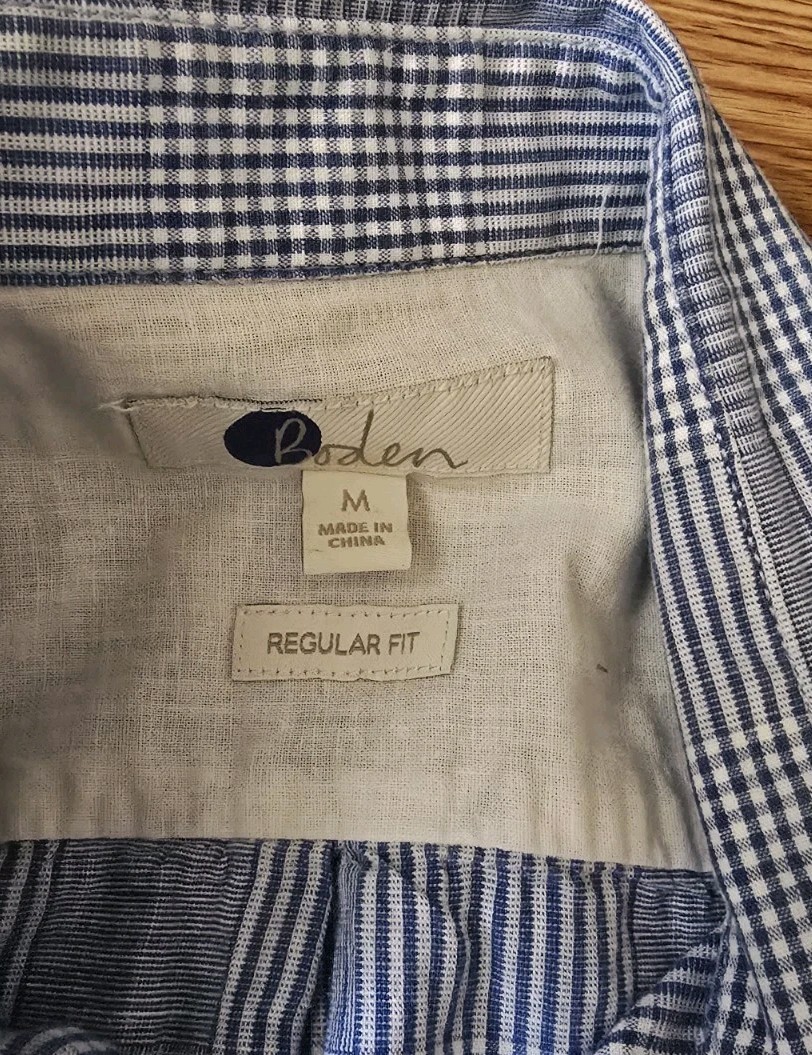 Boden
M
MADE IN
CHINA
REGULAR FIT